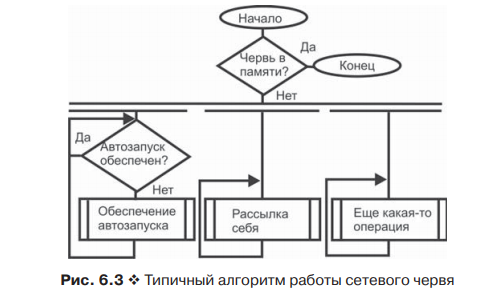 Начало
Червь в
памяти?
Да
Конец
Нет
Да
Автозапуск
обеспечен?
Нет
Обеспечение
автозапуска
Рассылка
себя
Еще какая-то
операция
Рис. 6.3 ❖ Типичный алгоритм работы сетевого червя